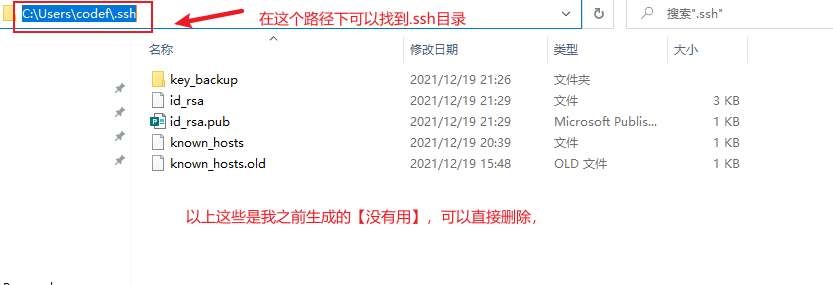 C:\Users\codef\.ssh
在这个路径下可以找到.ssh目录
搜索".ssh"
名称 修改日期 类型 大小
key_backup 2021/12/19 21:26 文件夹
id_rsa 2021/12/19 21:29 文件 3 KB
id_rsa.pub 2021/12/19 21:29 Microsoft Publis... 1 KB
known_hosts 2021/12/19 20:39 文件 1 KB
known_hosts.old 2021/12/19 15:48 OLD 文件 1 KB
以上这些是我之前生成的【没有用】，可以直接删除，